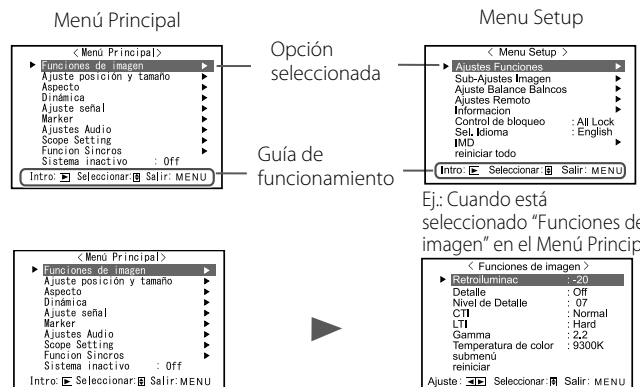 Menú Principal
<Menú Principal>
▶ Funciones de imagen ▶
Ajuste posición y tamaño ▶
Aspecto ▶
Dinámica ▶
Ajuste señal ▶
Marker ▶
Ajustes Audio ▶
Scope Setting ▶
Funcion Sincros ▶
Sistema inactivo : Off
Intro: ▶ Seleccionar: Salir: MENU
Opción
seleccionada
Guía de
funcionamiento
Menu Setup
< Menu Setup >
▶ Ajustes Funciones ▶
Sub-Ajustes Imagen ▶
Ajuste Balance Balncos ▶
Ajustes Remoto ▶
Informacion ▶
Control de bloqueo : All Lock
Sel. Idioma : English
IMD ▶
reiniciar todo
Intro: ▶ Seleccionar: Salir: MENU
Ej.: Cuando está
seleccionado “Funciones de
imagen” en el Menú Princip
<Menú Principal>
▶ Funciones de imagen ▶
Ajuste posición y tamaño ▶
Aspecto ▶
Dinámica ▶
Ajuste señal ▶
Marker ▶
Ajustes Audio ▶
Scope Setting ▶
Funcion Sincros ▶
Sistema inactivo : Off
Intro: ▶ Seleccionar: Salir: MENU
▶
< Funciones de imagen >
▶ Retroiluminac : -20
Detalle : Off
Nivel de Detalle : 07
CTI : Normal
LTI : Hard
Gamma : 2.2
Temperatura de color : 9300K
submenú
reiniciar
Ajuste: ◀▶ Seleccionar: Salir: MENU